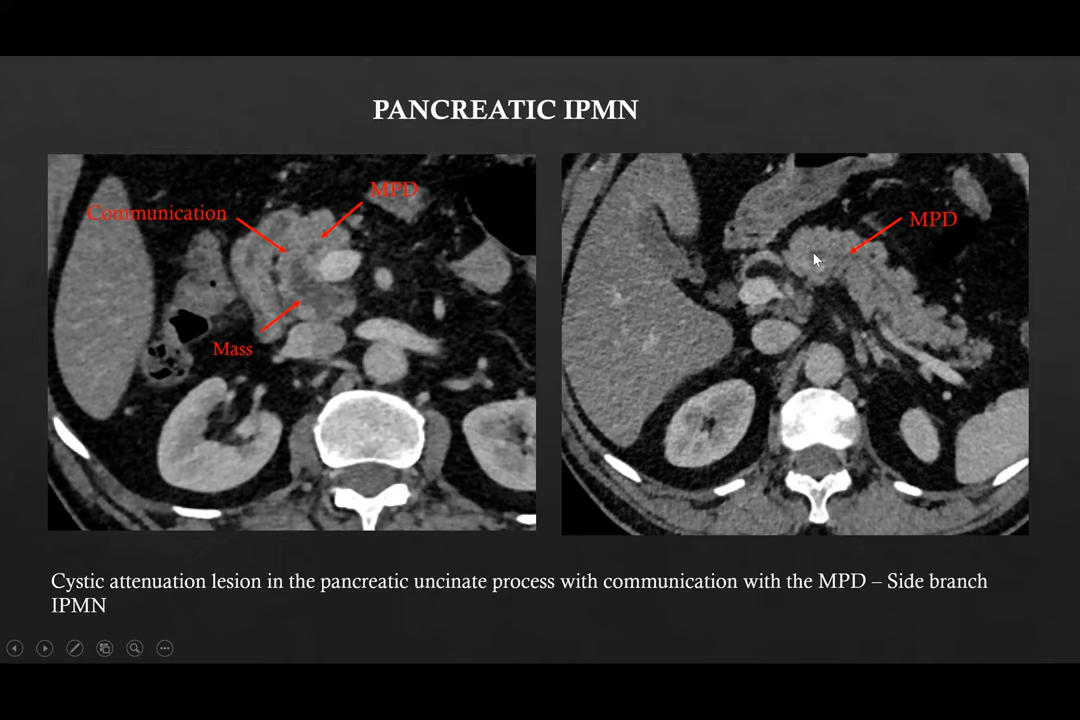 PANCREATIC IPMN
MPD
Communication
Mass
MPD
Cystic attenuation lesion in the pancreatic uncinate process with communication with the MPD – Side branch
IPMN